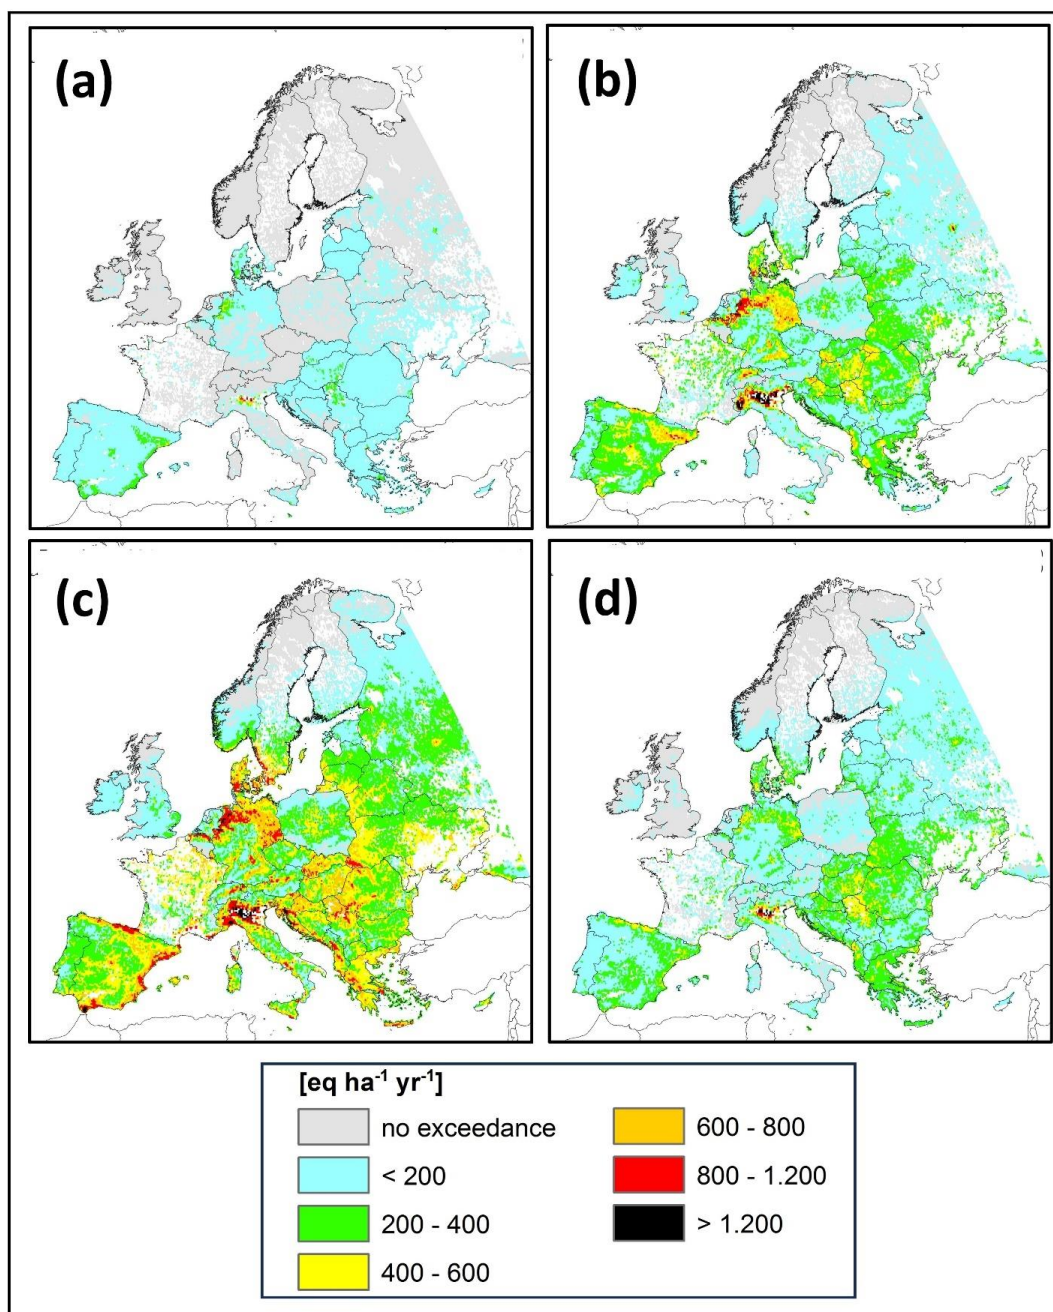 (a)
(b)
(c)
(d)
[eq ha⁻¹ yr⁻¹]
no exceedance
< 200
200 - 400
400 - 600
600 - 800
800 - 1.200
> 1.200